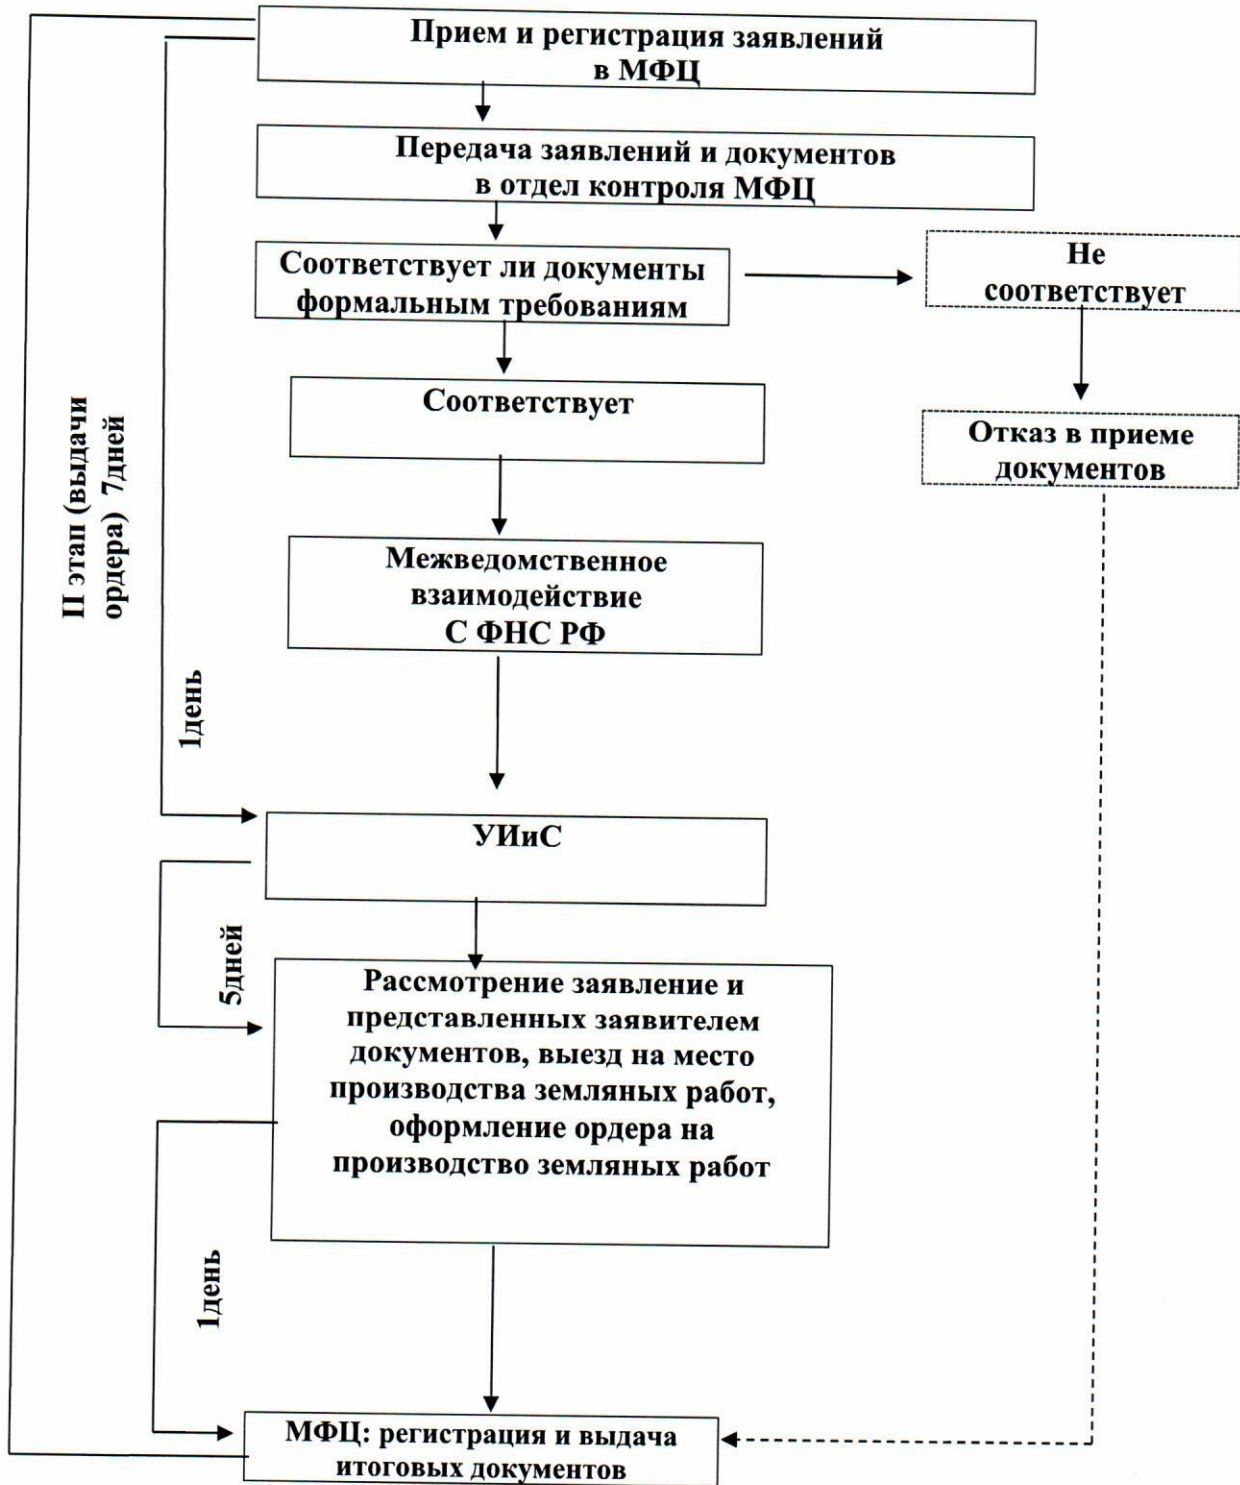 Прием и регистрация заявлений
в МФЦ
Передача заявлений и документов
в отдел контроля МФЦ
Соответствует ли документы
формальным требованиям
Не
соответствует
Соответствует
Отказ в приеме
документов
II этап (выдачи
ордера) 7дней
Межведомственное
взаимодействие
С ФНС РФ
1день
УИиС
5дней
Рассмотрение заявление и
представленных заявителем
документов, выезд на место
производства земляных работ,
оформление ордера на
производство земляных работ
1день
МФЦ: регистрация и выдача
итоговых документов